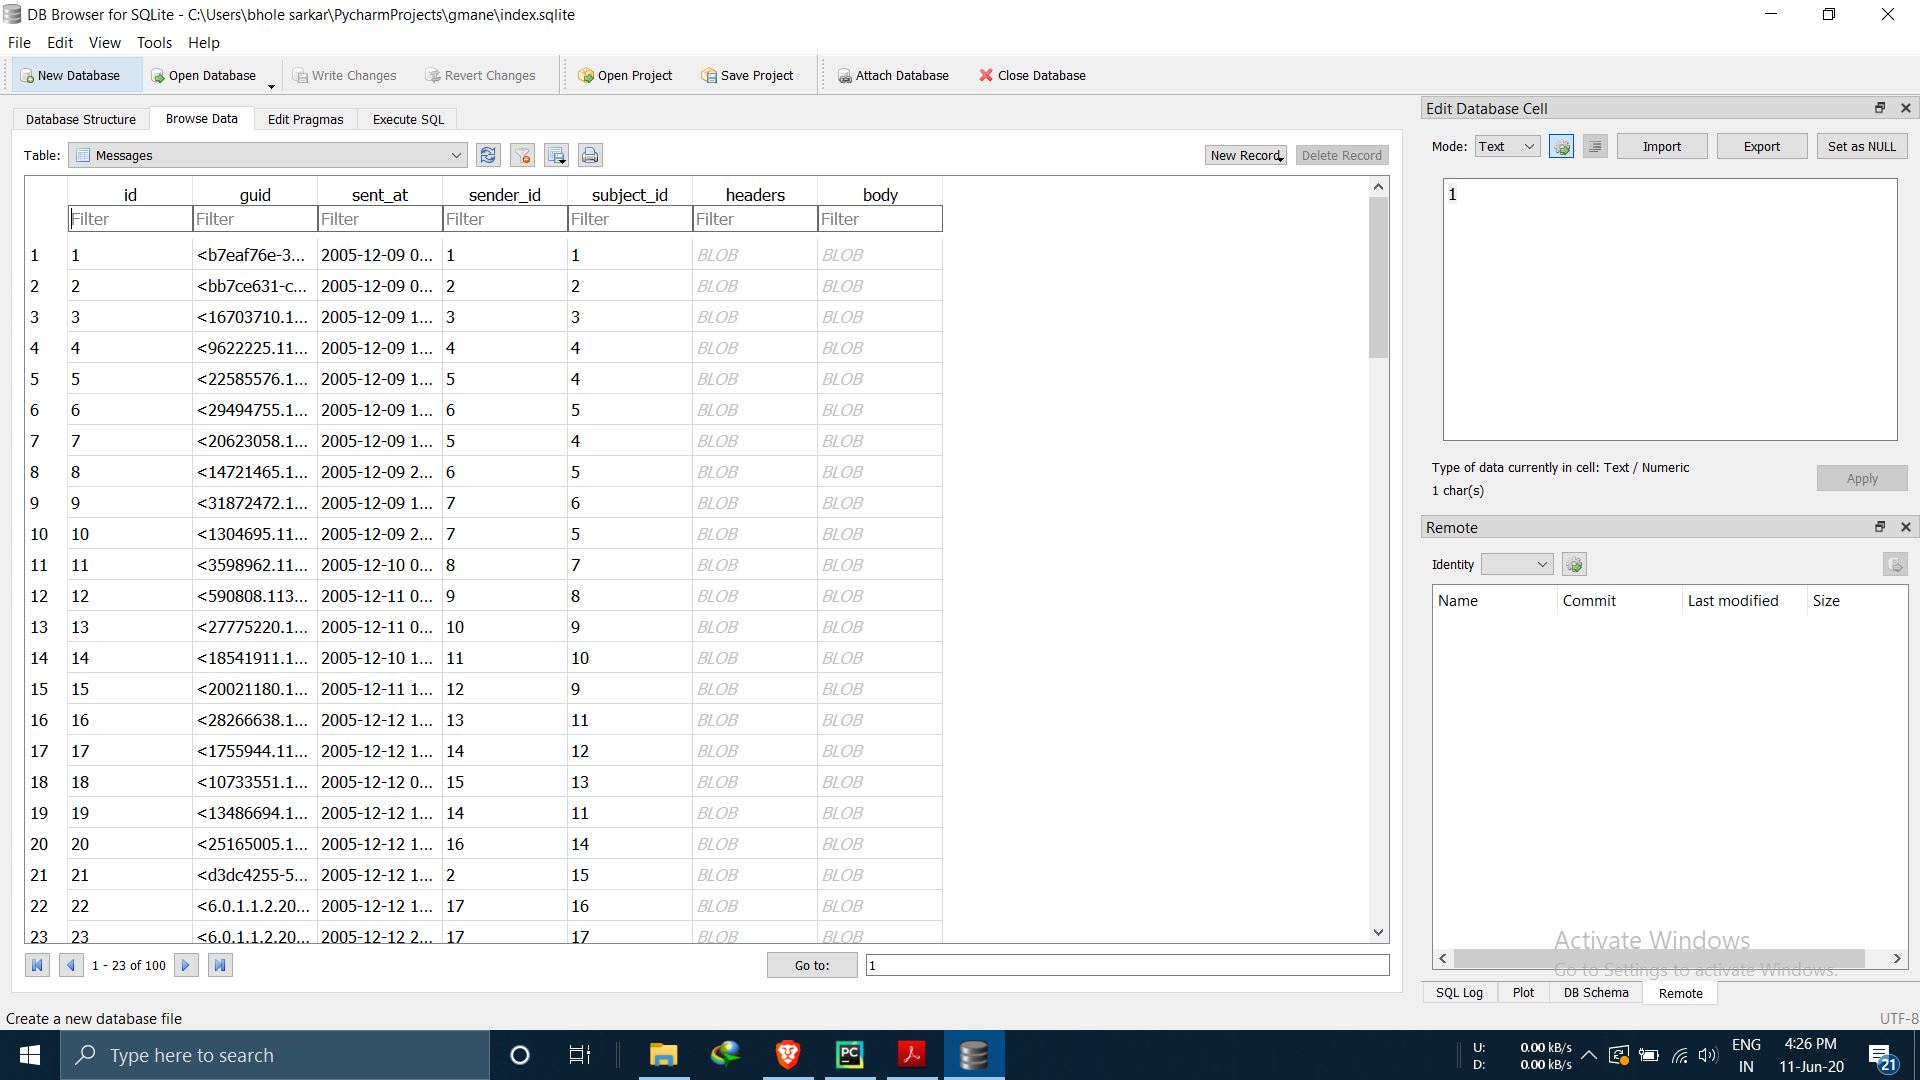 DB Browser for SQLite - C:\Users\bhole sarkar\PycharmProjects\gmane\index.sqlite
File Edit View Tools Help
New Database Open Database Write Changes Revert Changes Open Project Save Project Attach Database Close Database
Database Structure Browse Data Edit Pragmas Execute SQL
Table: Messages New Record Delete Record
id guid sent_at sender_id subject_id headers body
Filter Filter Filter Filter Filter Filter Filter
1 1 <b7eaf76e-3... 2005-12-09 0... 1 1 BLOB BLOB
2 2 <bb7ce631-c... 2005-12-09 0... 2 2 BLOB BLOB
3 3 <16703710.1... 2005-12-09 1... 3 3 BLOB BLOB
4 4 <9622225.11... 2005-12-09 1... 4 4 BLOB BLOB
5 5 <22585576.1... 2005-12-09 1... 5 4 BLOB BLOB
6 6 <29494755.1... 2005-12-09 1... 6 5 BLOB BLOB
7 7 <20623058.1... 2005-12-09 1... 5 4 BLOB BLOB
8 8 <14721465.1... 2005-12-09 2... 6 5 BLOB BLOB
9 9 <31872472.1... 2005-12-09 1... 7 6 BLOB BLOB
10 10 <1304695.11... 2005-12-09 2... 7 5 BLOB BLOB
11 11 <3598962.11... 2005-12-10 0... 8 7 BLOB BLOB
12 12 <590808.113... 2005-12-11 0... 9 8 BLOB BLOB
13 13 <27775220.1... 2005-12-11 0... 10 9 BLOB BLOB
14 14 <18541911.1... 2005-12-10 1... 11 10 BLOB BLOB
15 15 <20021180.1... 2005-12-11 1... 12 9 BLOB BLOB
16 16 <28266638.1... 2005-12-12 1... 13 11 BLOB BLOB
17 17 <1755944.11... 2005-12-12 1... 14 12 BLOB BLOB
18 18 <10733551.1... 2005-12-12 0... 15 13 BLOB BLOB
19 19 <13486694.1... 2005-12-12 1... 14 11 BLOB BLOB
20 20 <25165005.1... 2005-12-12 1... 16 14 BLOB BLOB
21 21 <d3dc4255-5... 2005-12-12 1... 2 15 BLOB BLOB
22 22 <6.0.1.1.2.20... 2005-12-12 1... 17 16 BLOB BLOB
23 23 <6.0.1.1.2.20... 2005-12-12 2... 17 17 BLOB BLOB
1 - 23 of 100 Go to: 1
Edit Database Cell
Mode: Text Import Export Set as NULL
1
Type of data currently in cell: Text / Numeric
1 char(s)
Apply
Remote
Identity
Name Commit Last modified Size
Activate Windows
Go to Settings to activate Windows.
SQL Log Plot DB Schema Remote
Create a new database file
UTF-8
Type here to search
PC
U: 0.00 kB/s
D: 0.00 kB/s
ENG
IN
4:26 PM
11-Jun-20
21